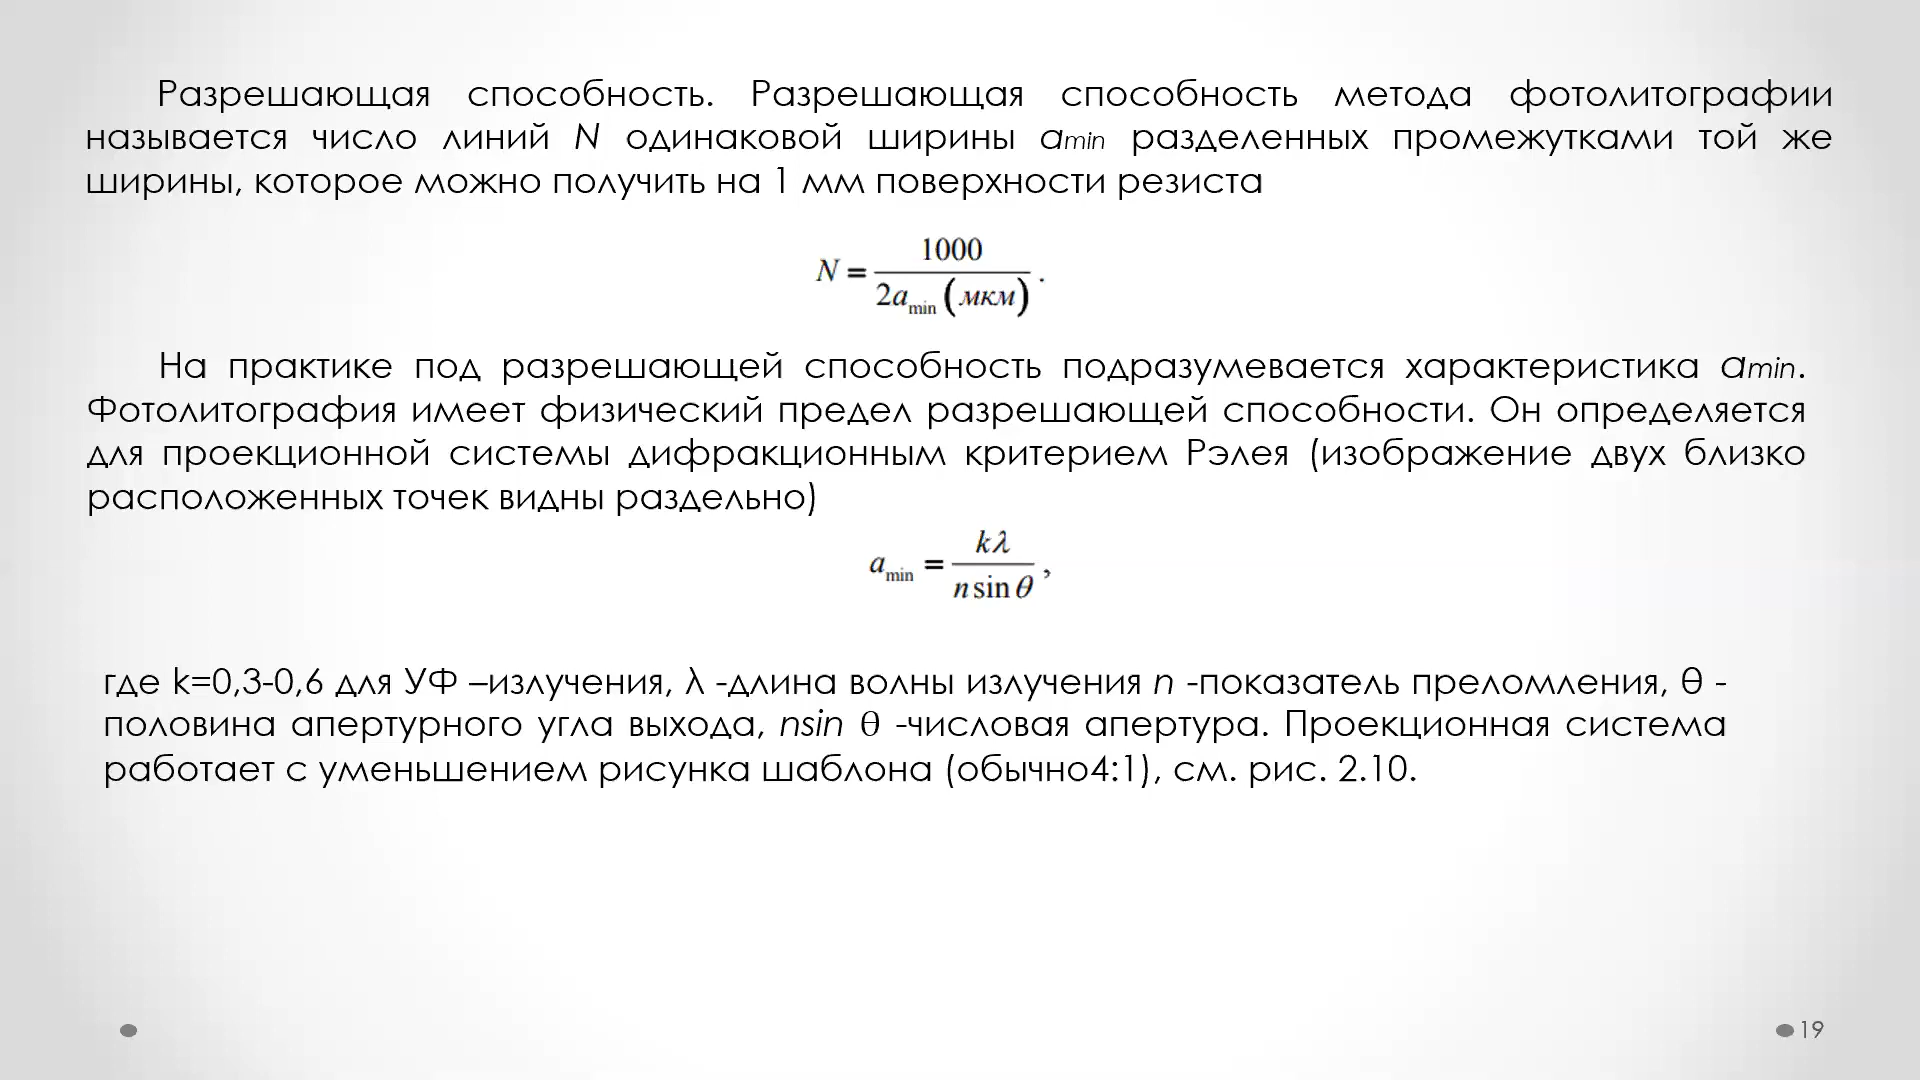 Разрешающая способность. Разрешающая способность метода фотолитографии
называется число линий N одинаковой ширины amin разделенных промежутками той же
ширины, которое можно получить на 1 мм поверхности резиста
N = 1000 / 2a min (мкм) .
На практике под разрешающей способность подразумевается характеристика amin.
Фотолитография имеет физический предел разрешающей способности. Он определяется
для проекционной системы дифракционным критерием Рэлея (изображение двух близко
расположенных точек видны раздельно)
a min = kλ / n sin θ ,
где k=0,3-0,6 для УФ –излучения, λ -длина волны излучения n -показатель преломления, θ -
половина апертурного угла выхода, nsin θ -числовая апертура. Проекционная система
работает с уменьшением рисунка шаблона (обычно4:1), см. рис. 2.10.
19